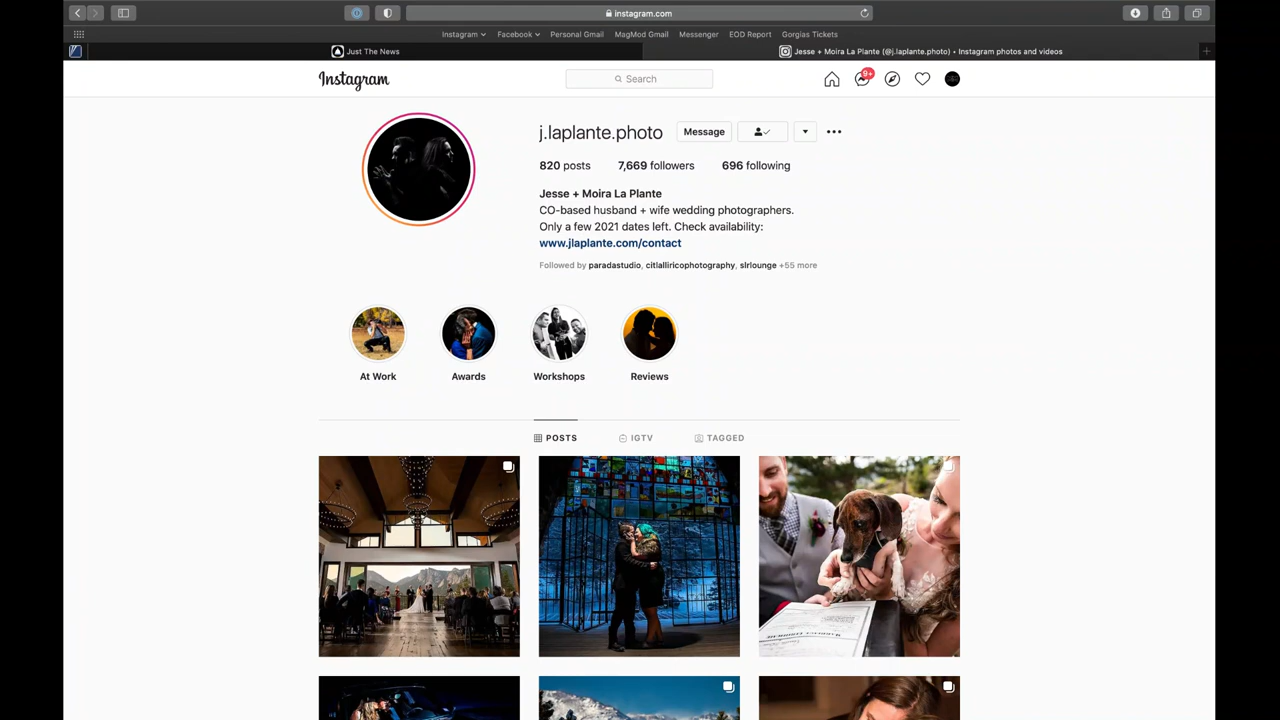 instagram.com
Instagram Facebook Personal Gmail MagMod Gmail Messenger EOD Report Gorgias Tickets
Just The News
Jesse + Moira La Plante (@j.laplante.photo) • Instagram photos and videos
Instagram
Search
9+
j.laplante.photo
Message
820 posts 7,669 followers 696 following
Jesse + Moira La Plante
CO-based husband + wife wedding photographers.
Only a few 2021 dates left. Check availability:
www.jlaplante.com/contact
Followed by paradastudio, citlalliricophotography, slrlounge +55 more
At Work Awards Workshops Reviews
POSTS IGTV TAGGED